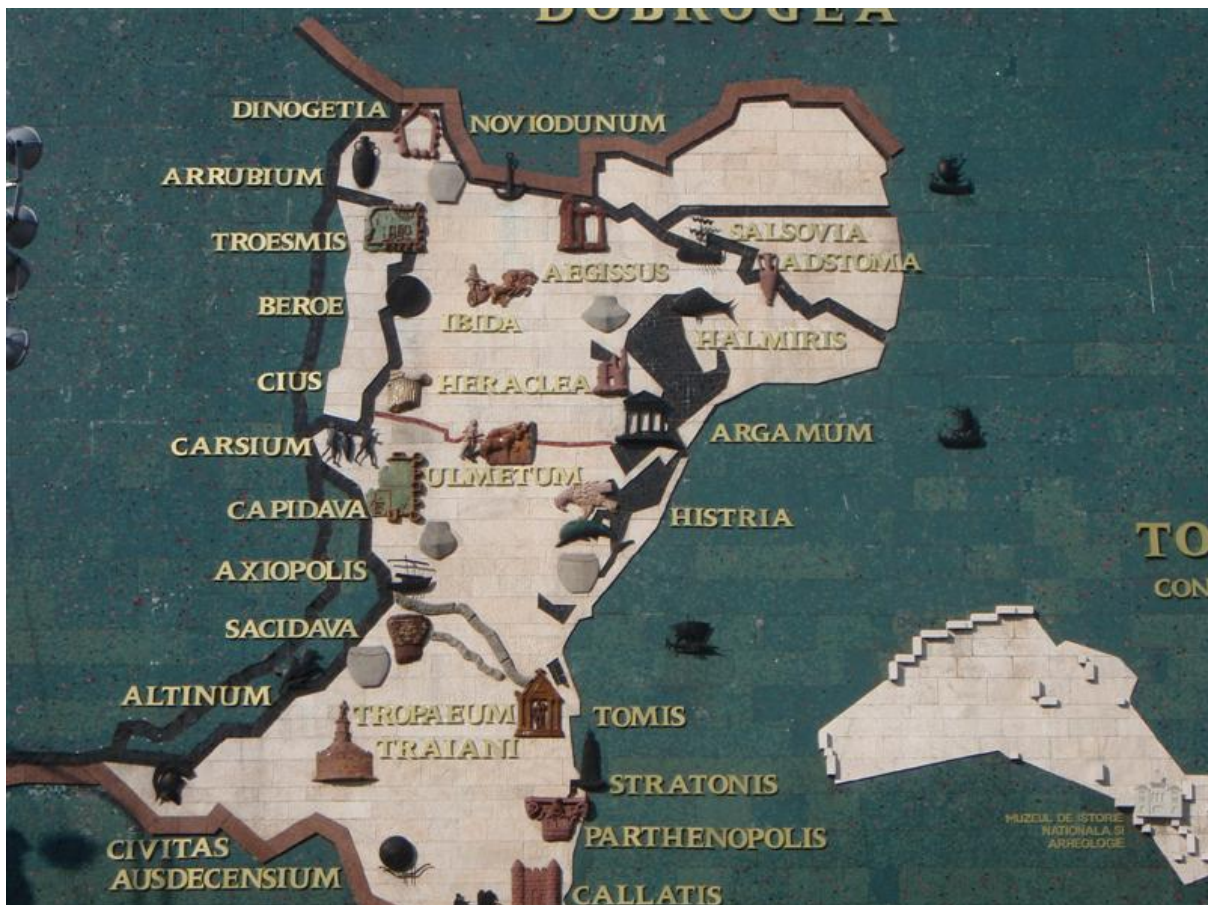 DOBROGEA
DINOGETIA
NOVIODUNUM
ARRUBIUM
TROESMIS
SALSOVIA
ADSTOMA
AEGISSUS
BEROE
IBIDA
HALMIRIS
CIUS
HERACLEA
CARSIUM
ARGAMUM
ULMETUM
CAPIDAVA
HISTRIA
TO
AXIOPOLIS
CON
SACIDAVA
ALTINUM
TROPAEUM
TRAIANI
TOMIS
STRATONIS
MUZEUL DE ISTORIE
NATIONALA SI
ARHEOLOGIE
PARTHENOPOLIS
CIVITAS
AUSDECENSIUM
CALLATIS